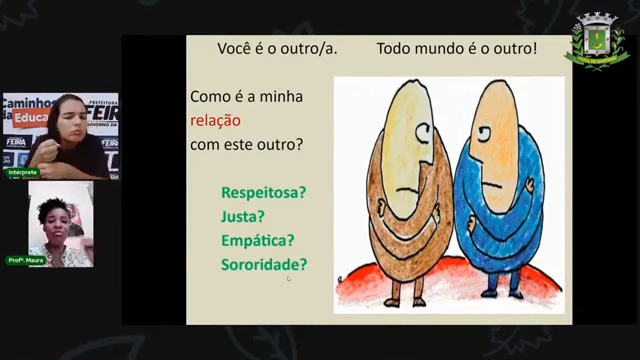 Você é o outro/a. Todo mundo é o outro!
Como é a minha
relação
com este outro?
Respeitosa?
Justa?
Empática?
Sororidade?
Caminhos
da Educa
PREFEITURA
FEIRA
Intérprete
Profª. Maura